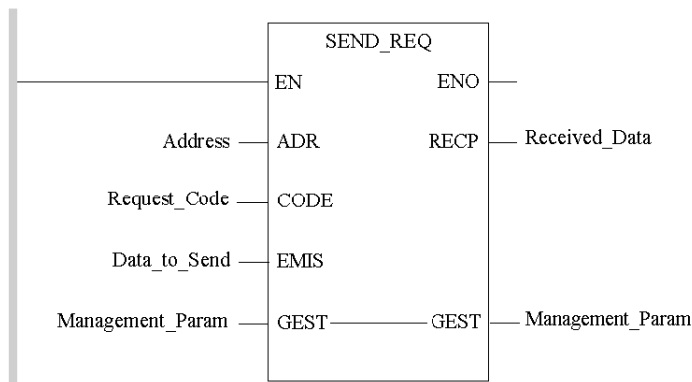 SEND_REQ
EN ENO
Address ADR RECP Received_Data
Request_Code CODE
Data_to_Send EMIS
Management_Param GEST GEST Management_Param